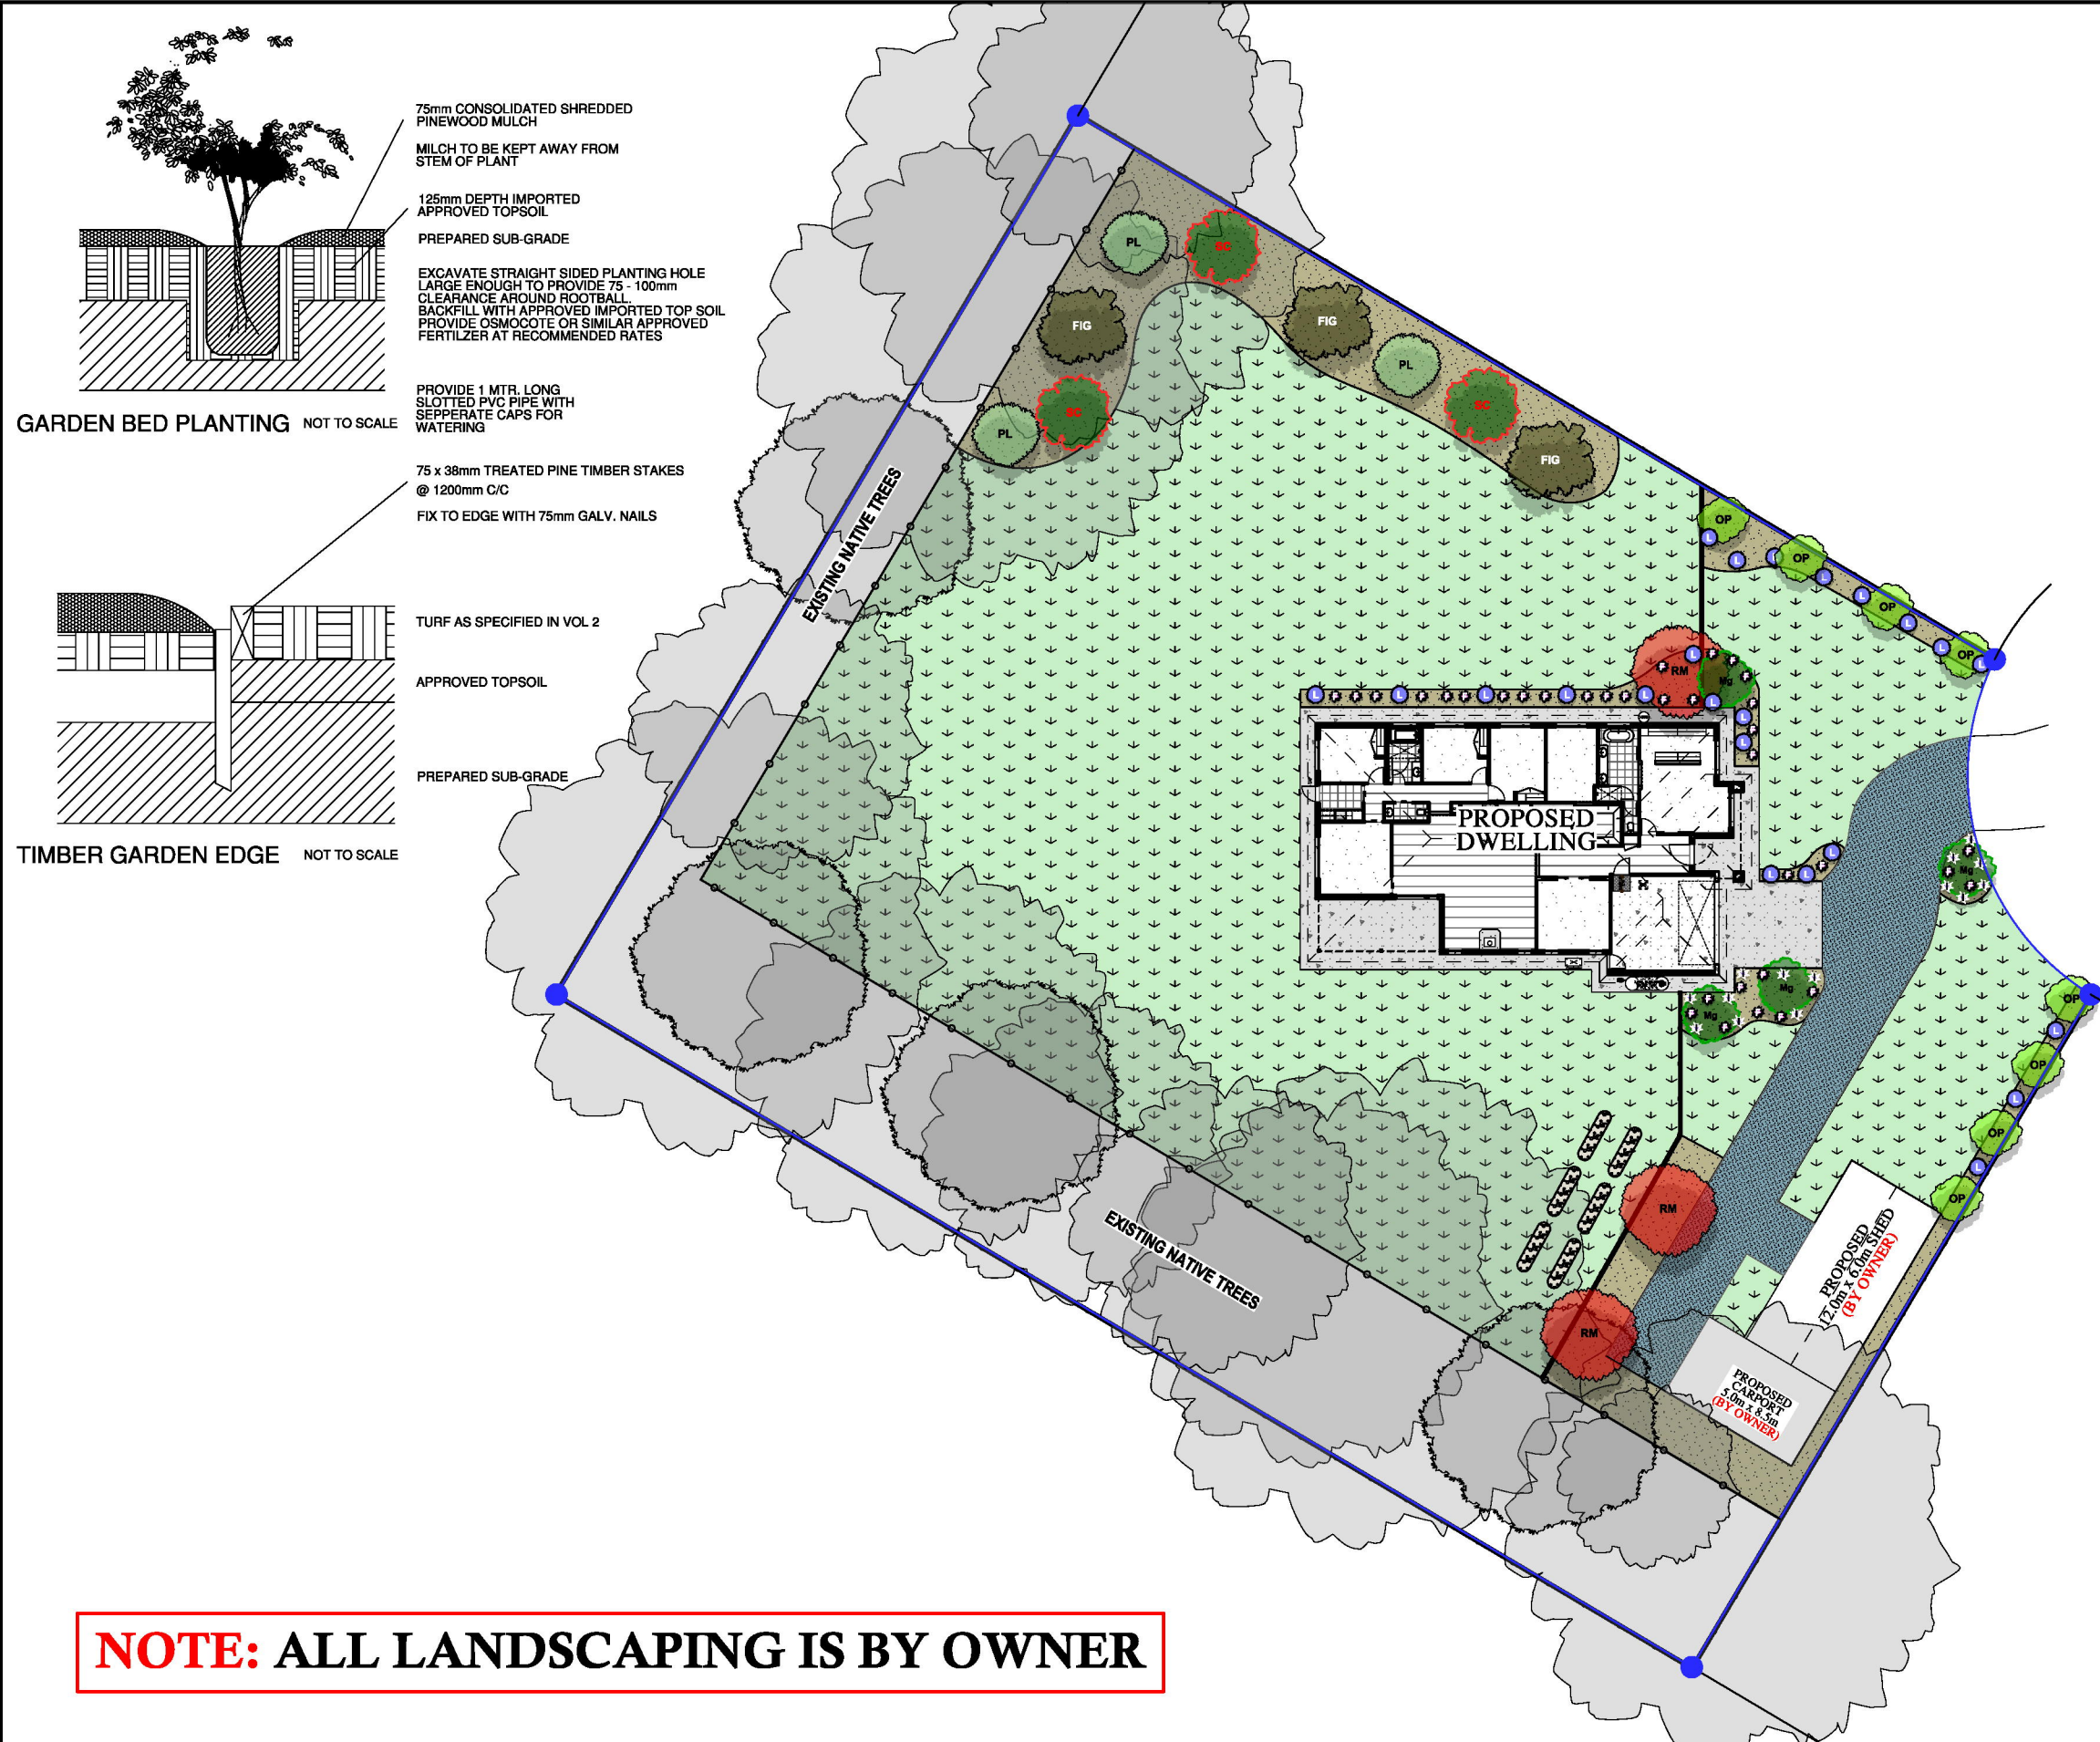 75mm CONSOLIDATED SHREDDED
PINEWOOD MULCH
MILCH TO BE KEPT AWAY FROM
STEM OF PLANT
125mm DEPTH IMPORTED
APPROVED TOPSOIL
PREPARED SUB-GRADE
EXCAVATE STRAIGHT SIDED PLANTING HOLE
LARGE ENOUGH TO PROVIDE 75 - 100mm
CLEARANCE AROUND ROOTBALL.
BACKFILL WITH APPROVED IMPORTED TOP SOIL
PROVIDE OSMOCOTE OR SIMILAR APPROVED
FERTILZER AT RECOMMENDED RATES
PROVIDE 1 MTR. LONG
SLOTTED PVC PIPE WITH
SEPPERATE CAPS FOR
WATERING
GARDEN BED PLANTING NOT TO SCALE
75 x 38mm TREATED PINE TIMBER STAKES
@ 1200mm C/C
FIX TO EDGE WITH 75mm GALV. NAILS
TURF AS SPECIFIED IN VOL 2
APPROVED TOPSOIL
PREPARED SUB-GRADE
TIMBER GARDEN EDGE NOT TO SCALE
PL
SC
FIG
FIG
PL
SC
PL
SC
FIG
EXISTING NATIVE TREES
OP
L
L
L
OP
L
L
OP
L
L
OP
L
L
RM
Mg
L
L
L
L
L
L
L
L
PROPOSED
DWELLING
L
L
L
Mg
Mg
Mg
OP
L
OP
L
OP
L
OP
RM
RM
EXISTING NATIVE TREES
PROPOSED
12.0m x 6.0m SHED
(BY OWNER)
PROPOSED
CARPORT
5.0m x 8.5m
(BY OWNER)
NOTE: ALL LANDSCAPING IS BY OWNER